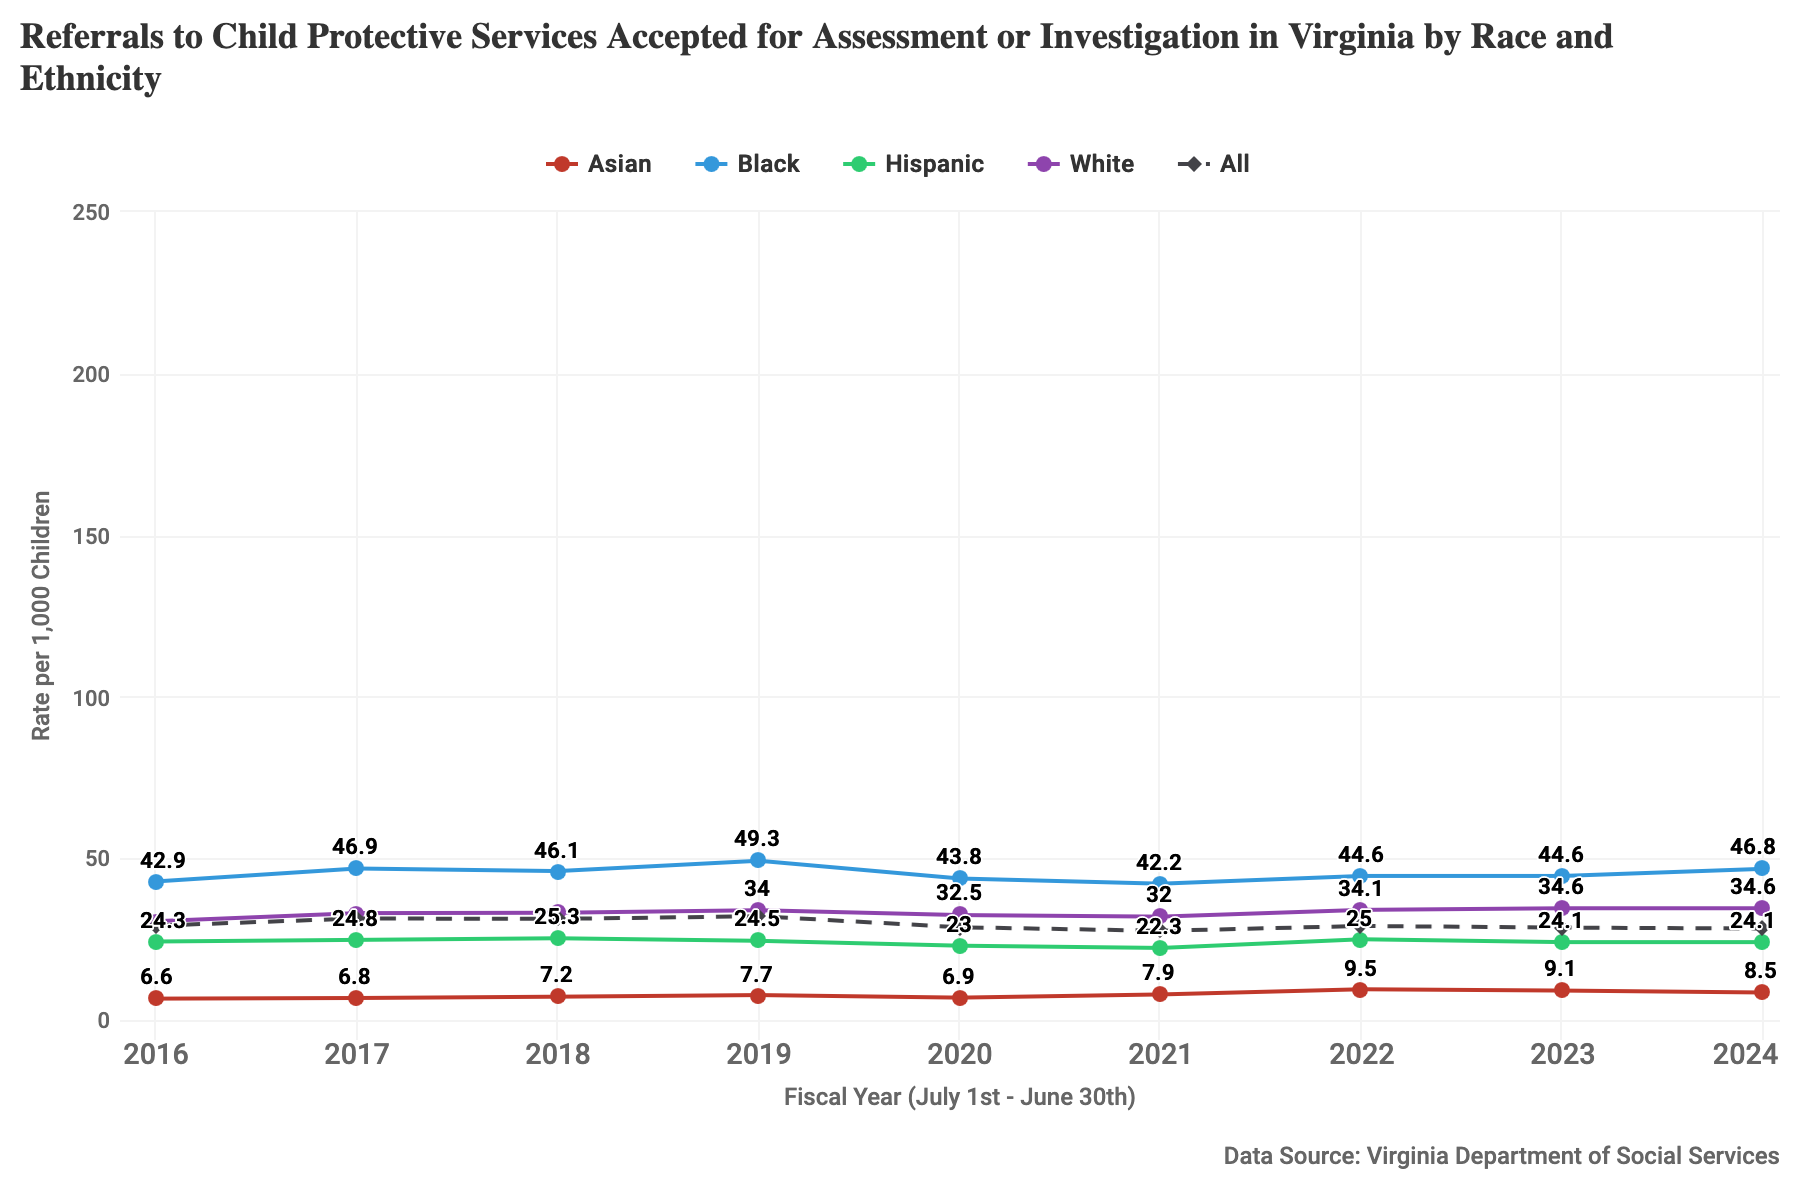 Referrals to Child Protective Services Accepted for Assessment or Investigation in Virginia by Race and
Ethnicity
Asian Black Hispanic White All
250
200
150
100
50
0
Rate per 1,000 Children
42.9 46.9 46.1 49.3 43.8 42.2 44.6 44.6 46.8
34 32.5 32 34.1 34.6 34.6
24.3 24.8 25.3 24.5 23 22.3 25 24.1 24.1
6.6 6.8 7.2 7.7 6.9 7.9 9.5 9.1 8.5
2016 2017 2018 2019 2020 2021 2022 2023 2024
Fiscal Year (July 1st - June 30th)
Data Source: Virginia Department of Social Services